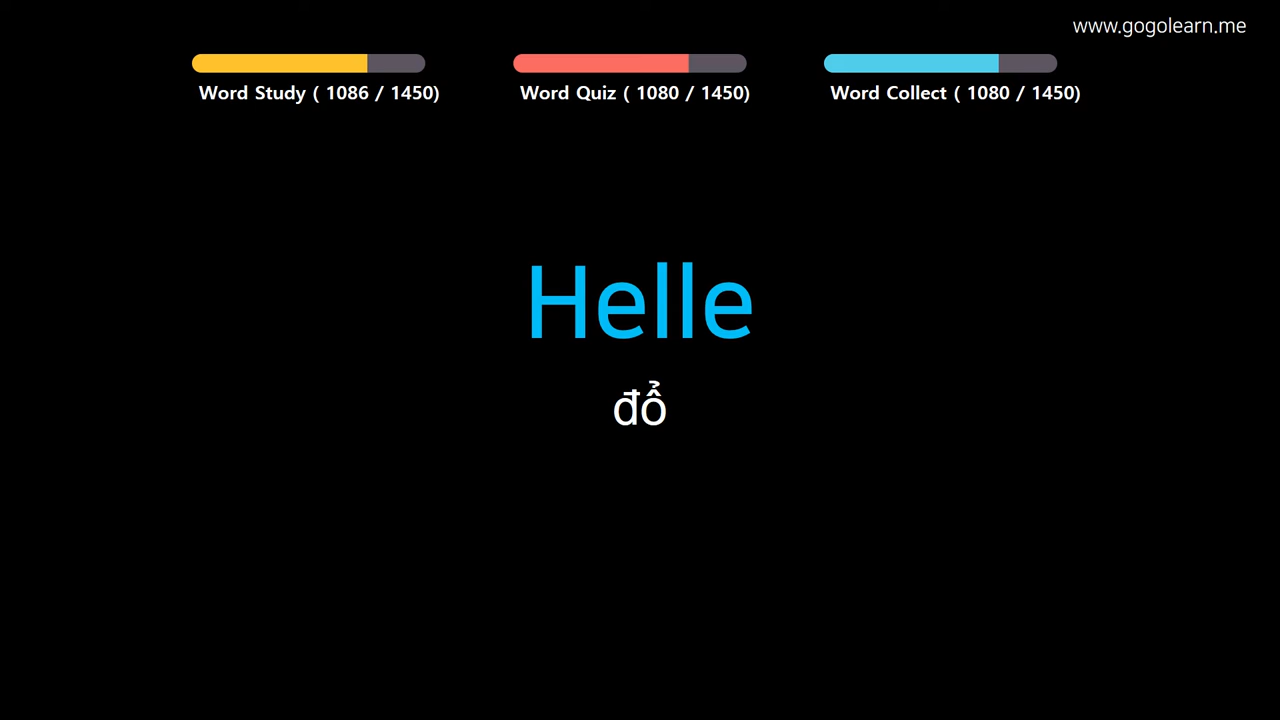 www.gogolearn.me
Word Study ( 1086 / 1450)
Word Quiz ( 1080 / 1450)
Word Collect ( 1080 / 1450)
Helle
đổ